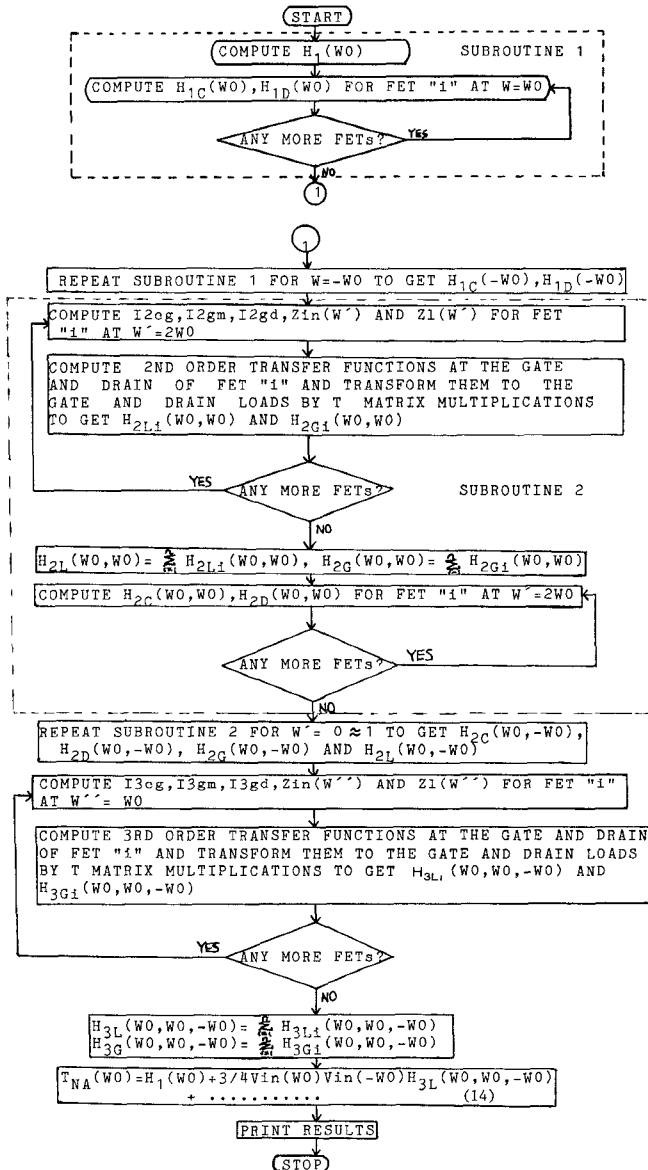 START
COMPUTE H1(W0)
SUBROUTINE 1
COMPUTE H1C(W0),H1D(W0) FOR FET "i" AT W=W0
ANY MORE FETs?
YES
NO
1
1
REPEAT SUBROUTINE 1 FOR W=-W0 TO GET H1C(-W0),H1D(-W0)
COMPUTE I2cg,I2gm,I2gd,Zin(W´) AND Zl(W´) FOR FET
"i" AT W´=2W0
COMPUTE 2ND ORDER TRANSFER FUNCTIONS AT THE GATE
AND DRAIN OF FET "i" AND TRANSFORM THEM TO THE
GATE AND DRAIN LOADS BY T MATRIX MULTIPLICATIONS
TO GET H2Li(W0,W0) AND H2Gi(W0,W0)
YES
ANY MORE FETs?
SUBROUTINE 2
NO
H2L(W0,W0)= Σ H2Li(W0,W0), H2G(W0,W0)= Σ H2Gi(W0,W0)
COMPUTE H2C(W0,W0),H2D(W0,W0) FOR FET "i" AT W´=2W0
ANY MORE FETs?
YES
NO
REPEAT SUBROUTINE 2 FOR W´= 0≈1 TO GET H2C(W0,-W0),
H2D(W0,-W0), H2G(W0,-W0) AND H2L(W0,-W0)
COMPUTE I3cg,I3gm,I3gd,Zin(W´´) AND Zl(W´´) FOR FET "i"
AT W´´= W0
COMPUTE 3RD ORDER TRANSFER FUNCTIONS AT THE GATE AND DRAIN
OF FET "i" AND TRANSFORM THEM TO THE GATE AND DRAIN LOADS
BY T MATRIX MULTIPLICATIONS TO GET H3Li(W0,W0,-W0) AND
H3Gi(W0,W0,-W0)
YES
ANY MORE FETs?
NO
H3L(W0,W0,-W0)= Σ H3Li(W0,W0,-W0)
H3G(W0,W0,-W0)= Σ H3Gi(W0,W0,-W0)
TNA(W0)=H1(W0)+3/4Vin(W0)Vin(-W0)H3L(W0,W0,-W0)
+ ........... (14)
PRINT RESULTS
STOP